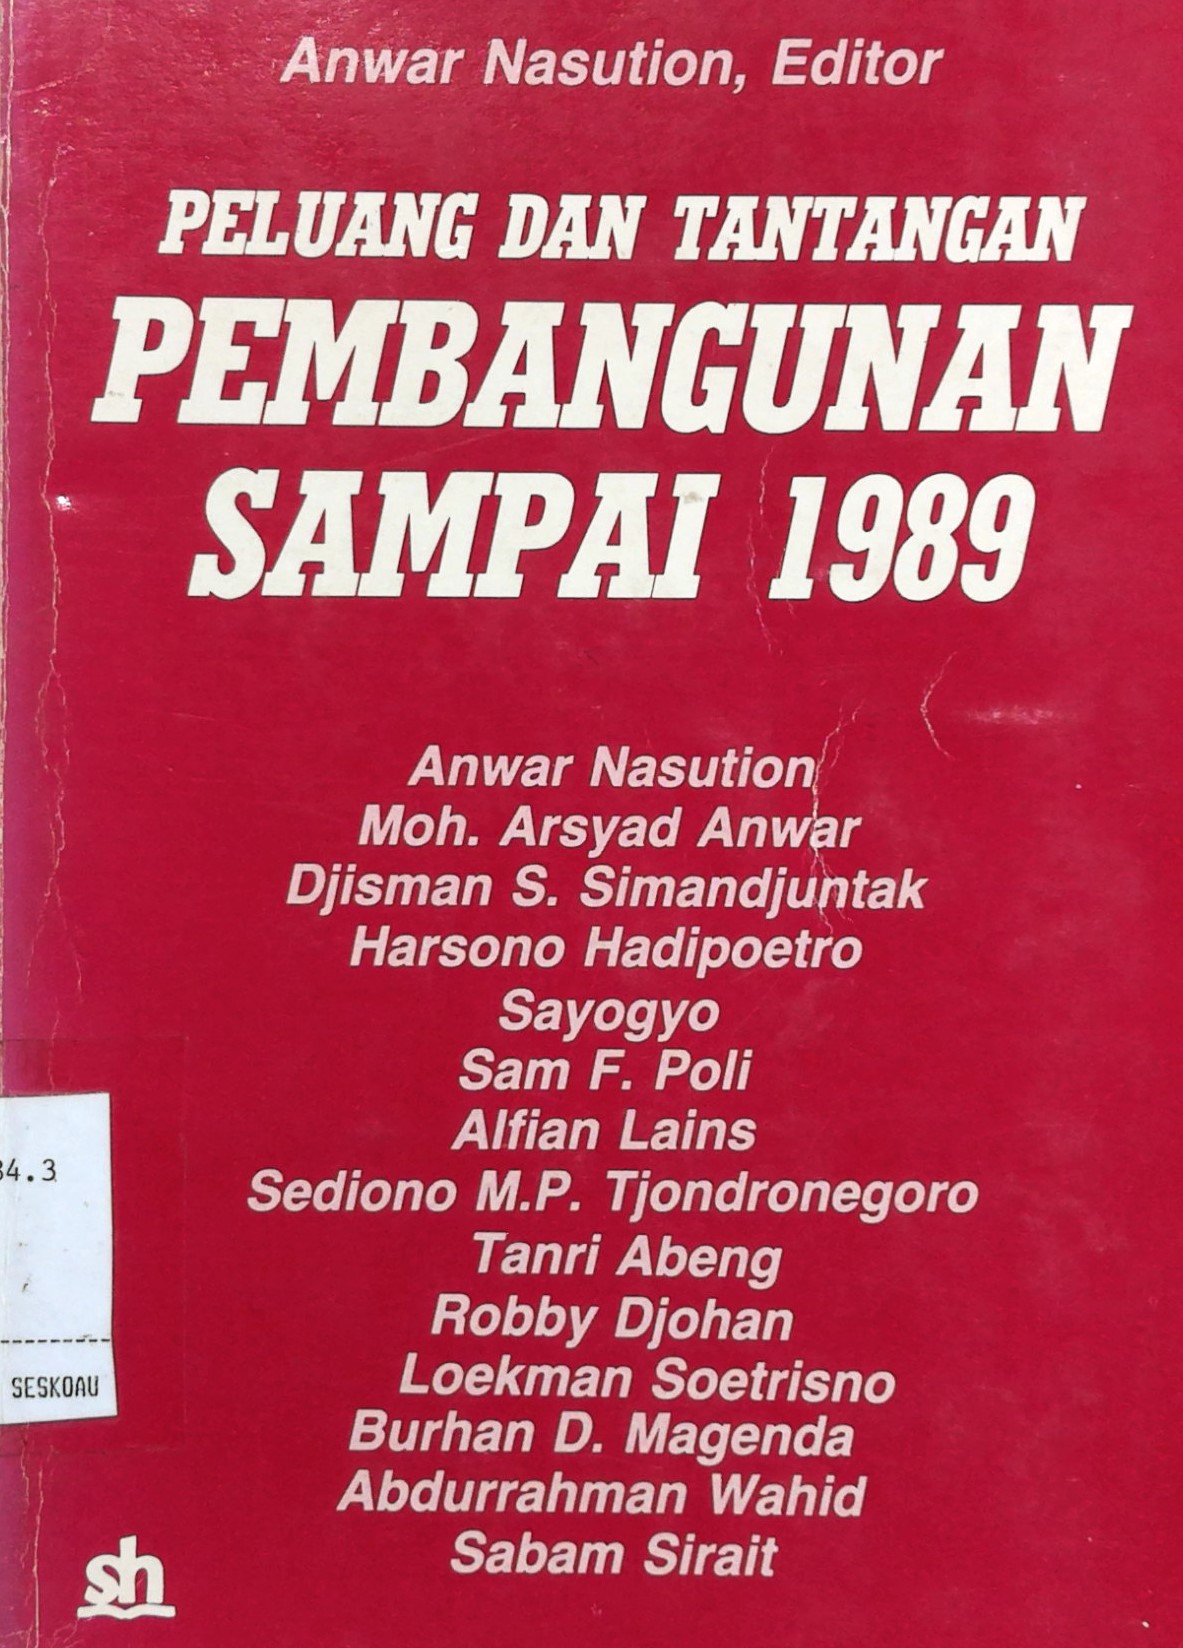 Anwar Nasution, Editor
PELUANG DAN TANTANGAN
PEMBANGUNAN
SAMPAI 1989
Anwar Nasution
Moh. Arsyad Anwar
Djisman S. Simandjuntak
Harsono Hadipoetro
Sayogyo
Sam F. Poli
Alfian Lains
Sediono M.P. Tjondronegoro
Tanri Abeng
Robby Djohan
Loekman Soetrisno
Burhan D. Magenda
Abdurrahman Wahid
Sabam Sirait
34.3
SESKOAU
sh